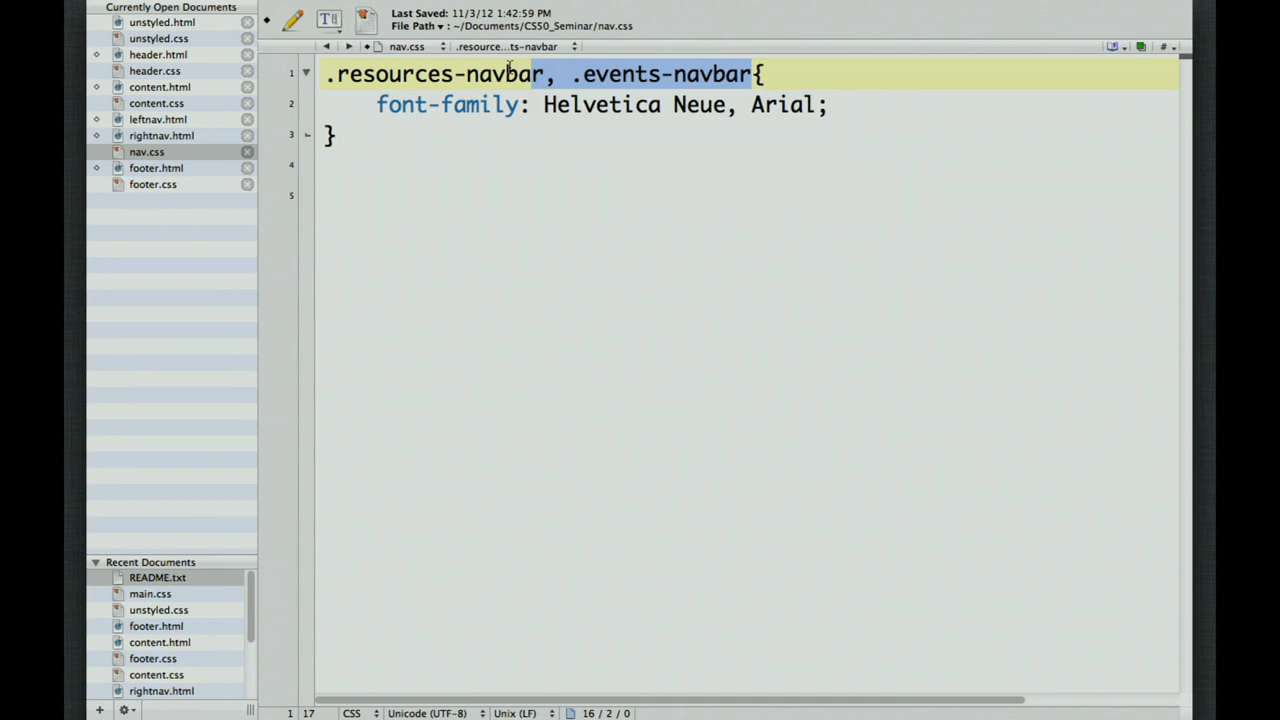 Currently Open Documents
unstyled.html
unstyled.css
header.html
header.css
content.html
content.css
leftnav.html
rightnav.html
nav.css
footer.html
footer.css
Recent Documents
README.txt
main.css
unstyled.css
footer.html
content.html
footer.css
content.css
rightnav.html
Last Saved: 11/3/12 1:42:59 PM
File Path ▾ : ~/Documents/CS50_Seminar/nav.css
nav.css .resource...ts-navbar #
1 .resources-navbar, .events-navbar{
2 font-family: Helvetica Neue, Arial;
3 }
4
5
1 17 CSS Unicode (UTF-8) Unix (LF) 16 / 2 / 0